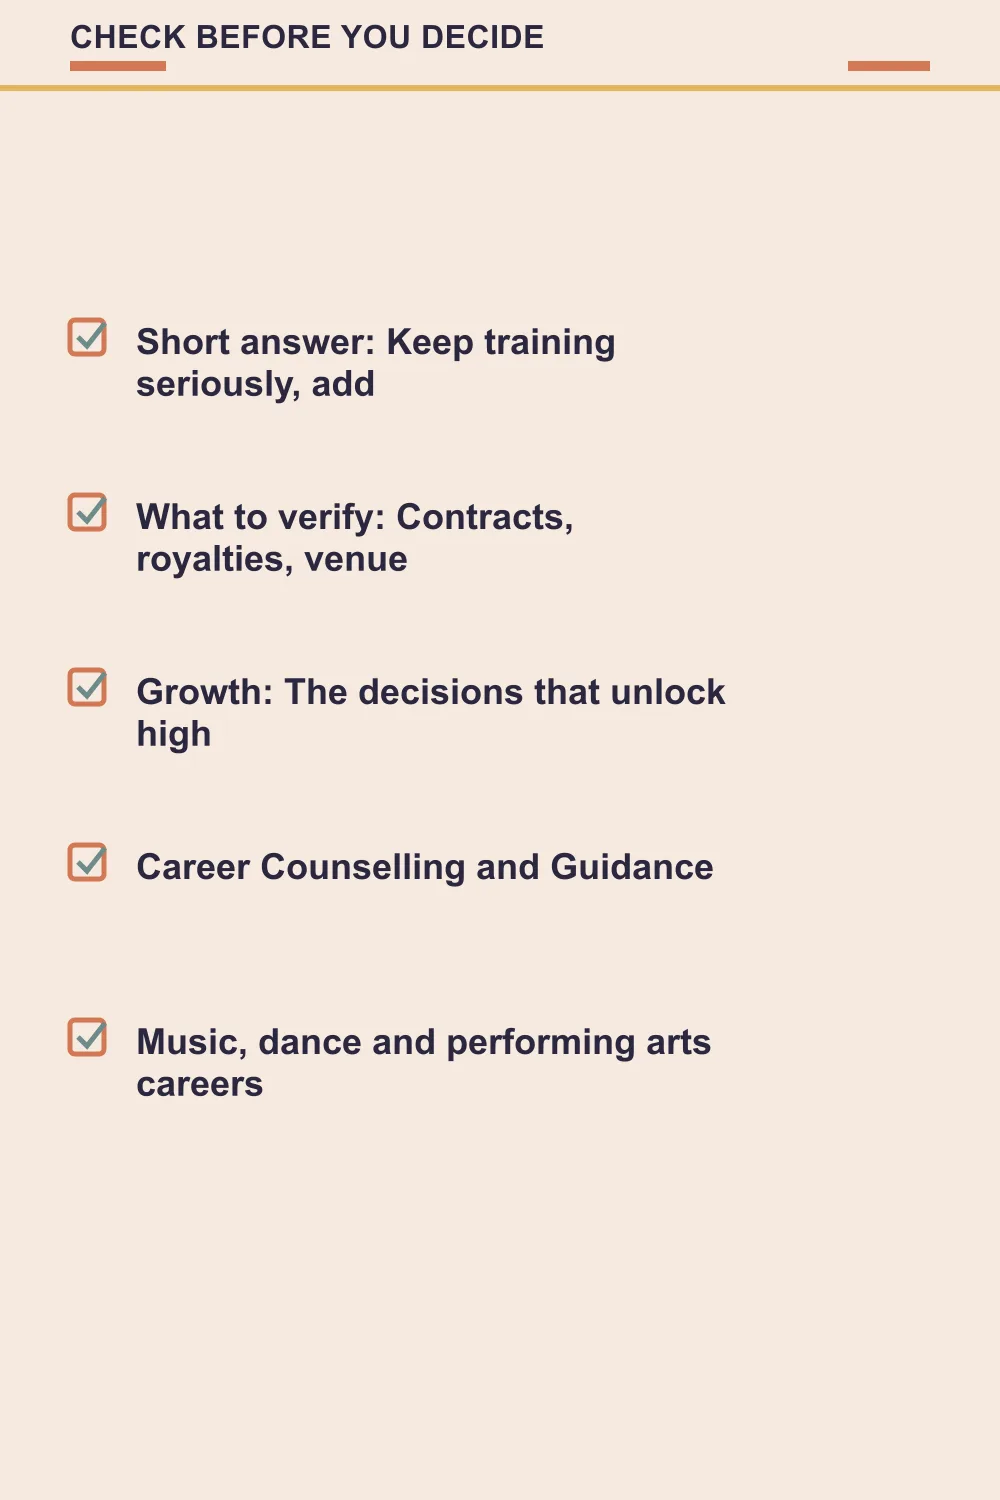 CHECK BEFORE YOU DECIDE
Short answer: Keep training
seriously, add
What to verify: Contracts,
royalties, venue
Growth: The decisions that unlock
high
Career Counselling and Guidance
Music, dance and performing arts
careers